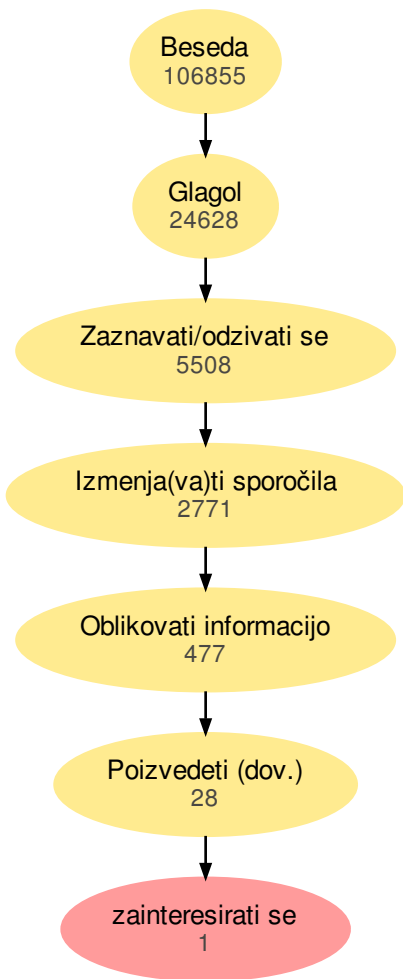 Beseda
106855
Glagol
24628
Zaznavati/odzivati se
5508
Izmenja(va)ti sporočila
2771
Oblikovati informacijo
477
Poizvedeti (dov.)
28
zainteresirati se
1